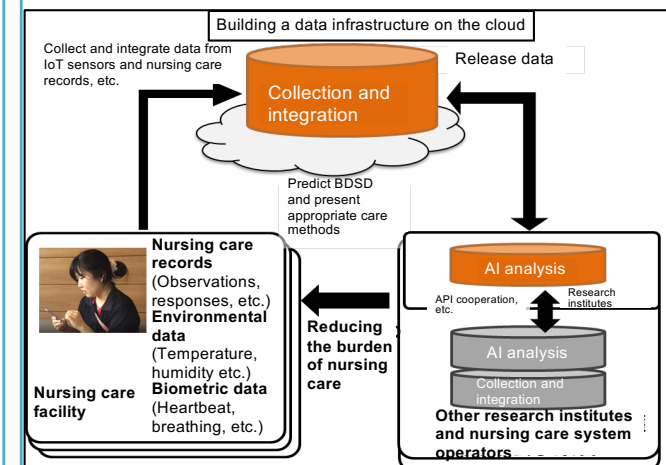 Building a data infrastructure on the cloud
Collect and integrate data from
IoT sensors and nursing care
records, etc.
Release data
Collection and
integration
Predict BDSD
and present
appropriate care
methods
Nursing care
records
(Observations,
responses, etc.)
Environmental
data
(Temperature,
humidity etc.)
Biometric data
(Heartbeat,
breathing, etc.)
Nursing care
facility
Reducing
the burden
of nursing
care
AI analysis
API cooperation,
etc.
Research
institutes
AI analysis
Collection and
integration
Other research institutes
and nursing care system
operators